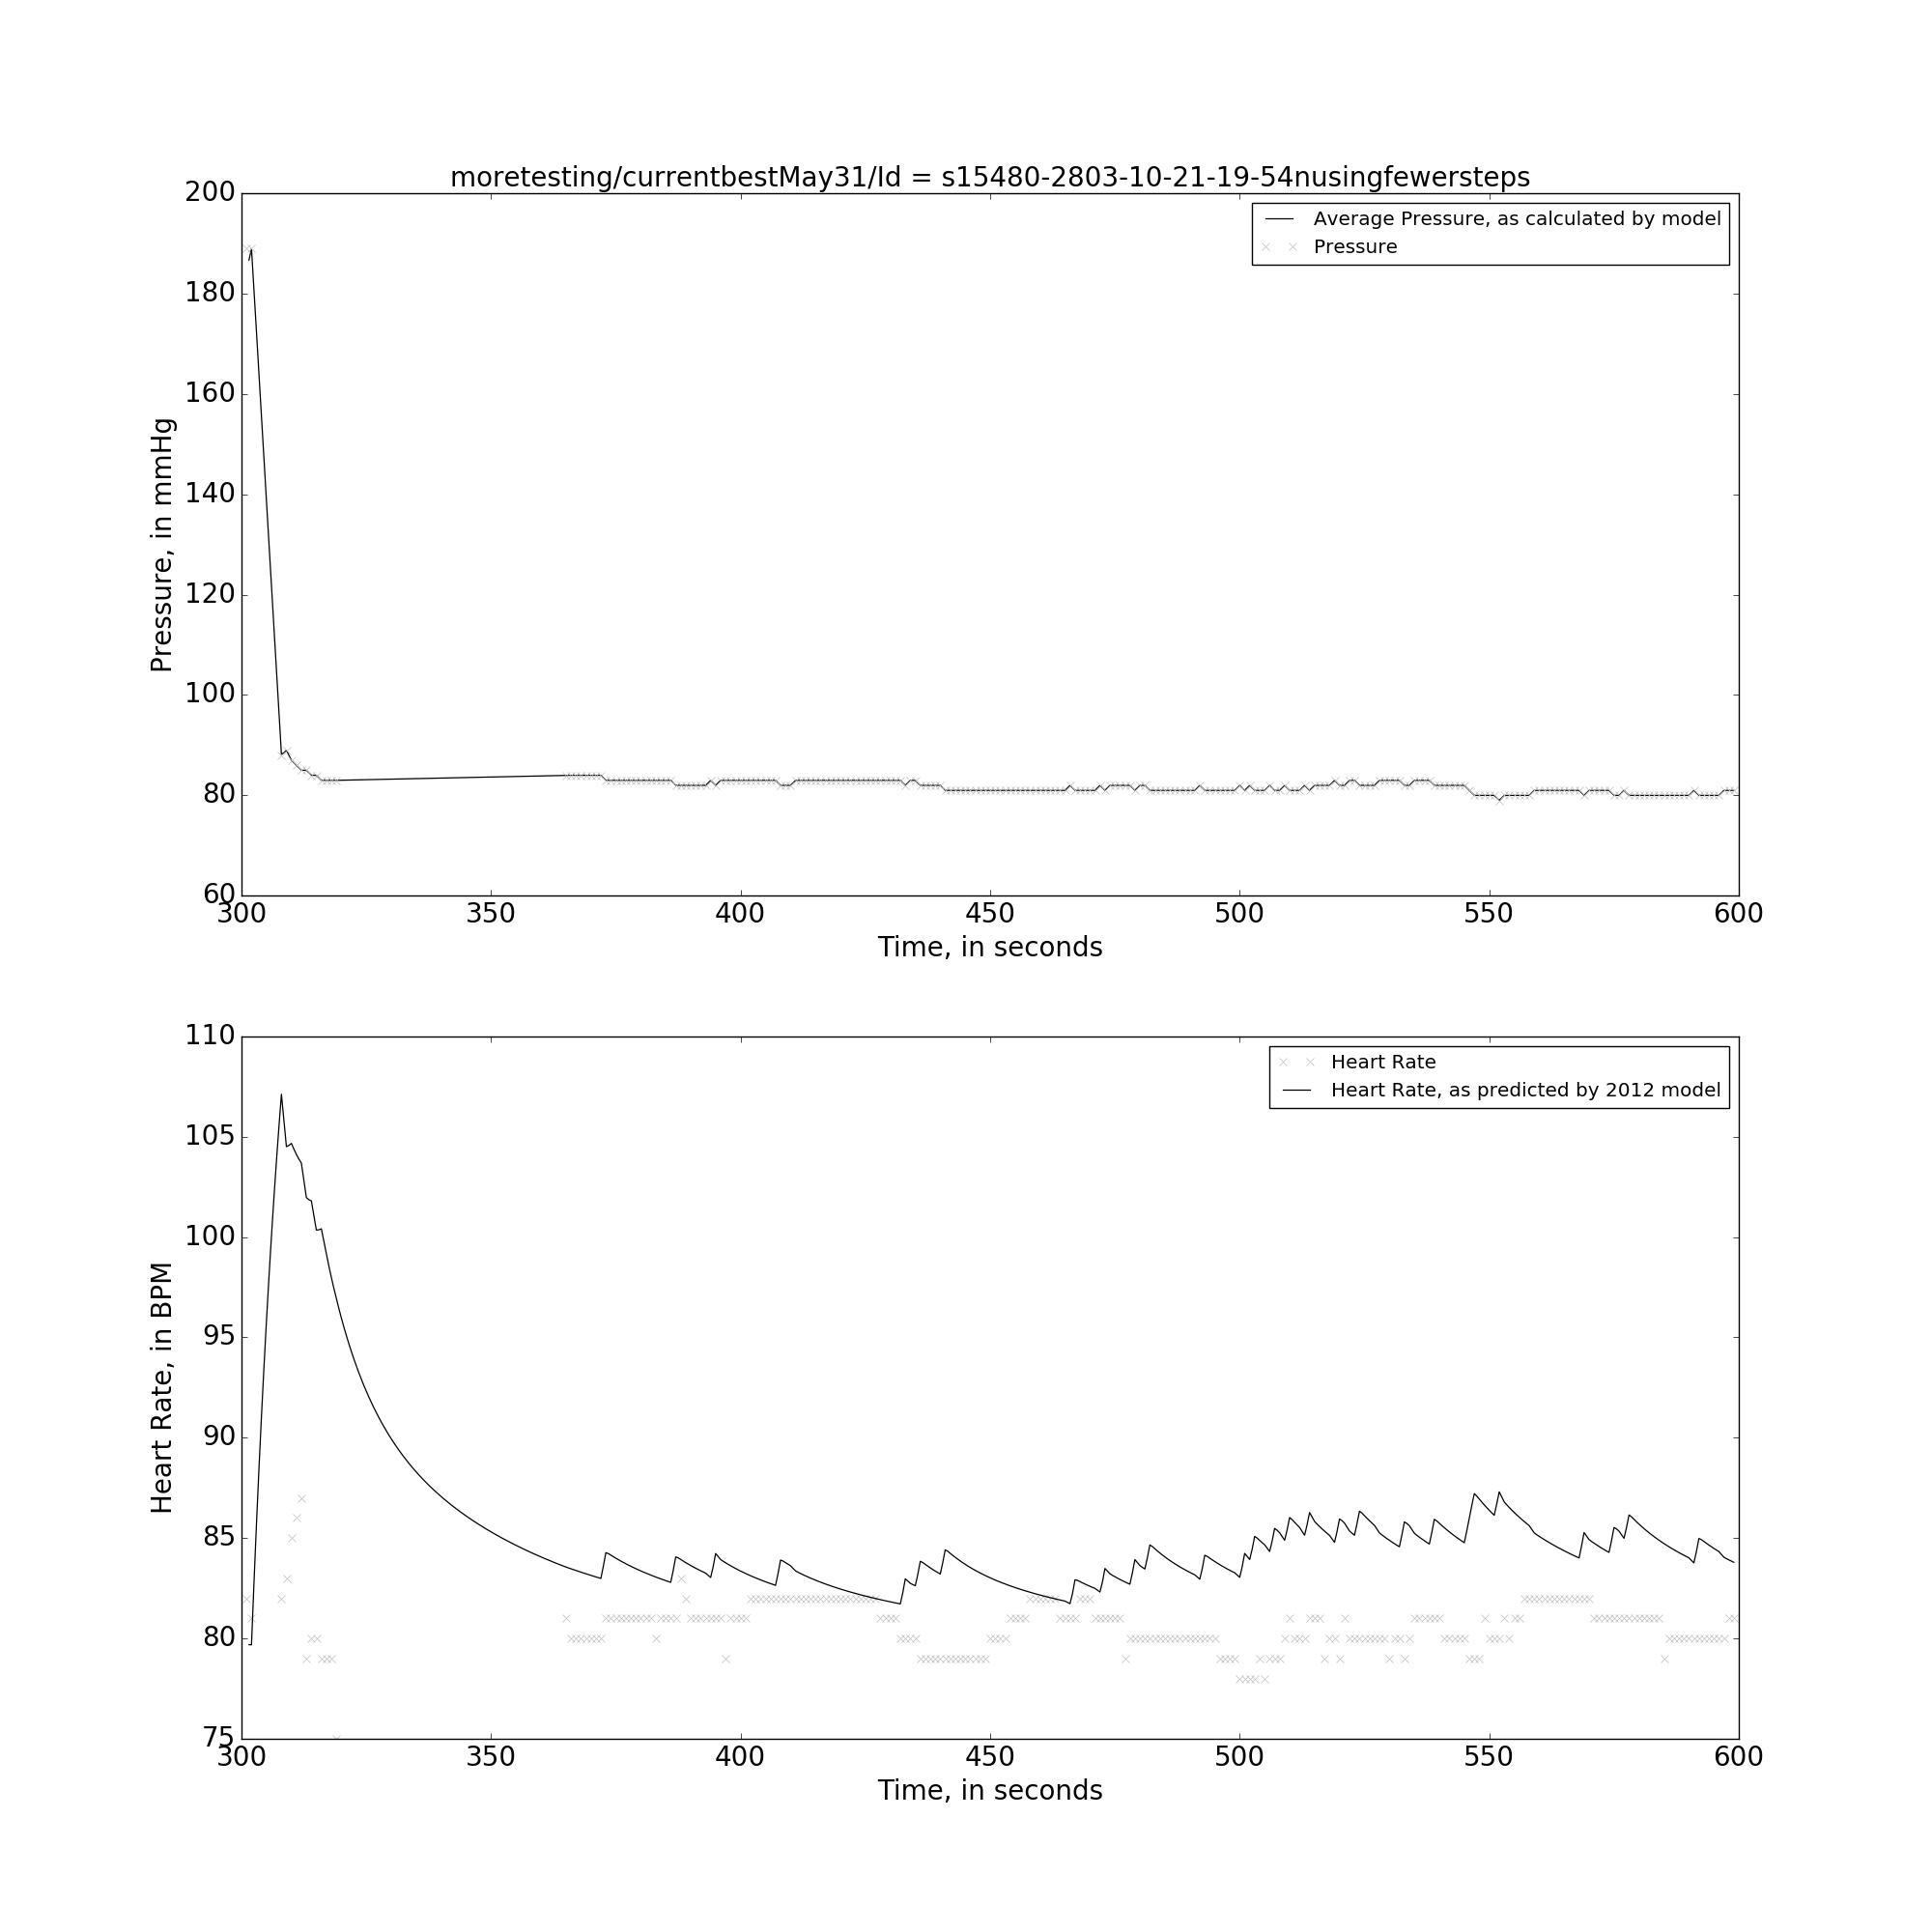 moretesting/currentbestMay31/Id = s15480-2803-10-21-19-54nusingfewersteps
200
180
160
140
120
100
80
60
Pressure, in mmHg
Average Pressure, as calculated by model
Pressure
300 350 400 450 500 550 600
Time, in seconds
110
105
100
95
90
85
80
75
Heart Rate, in BPM
Heart Rate
Heart Rate, as predicted by 2012 model
300 350 400 450 500 550 600
Time, in seconds